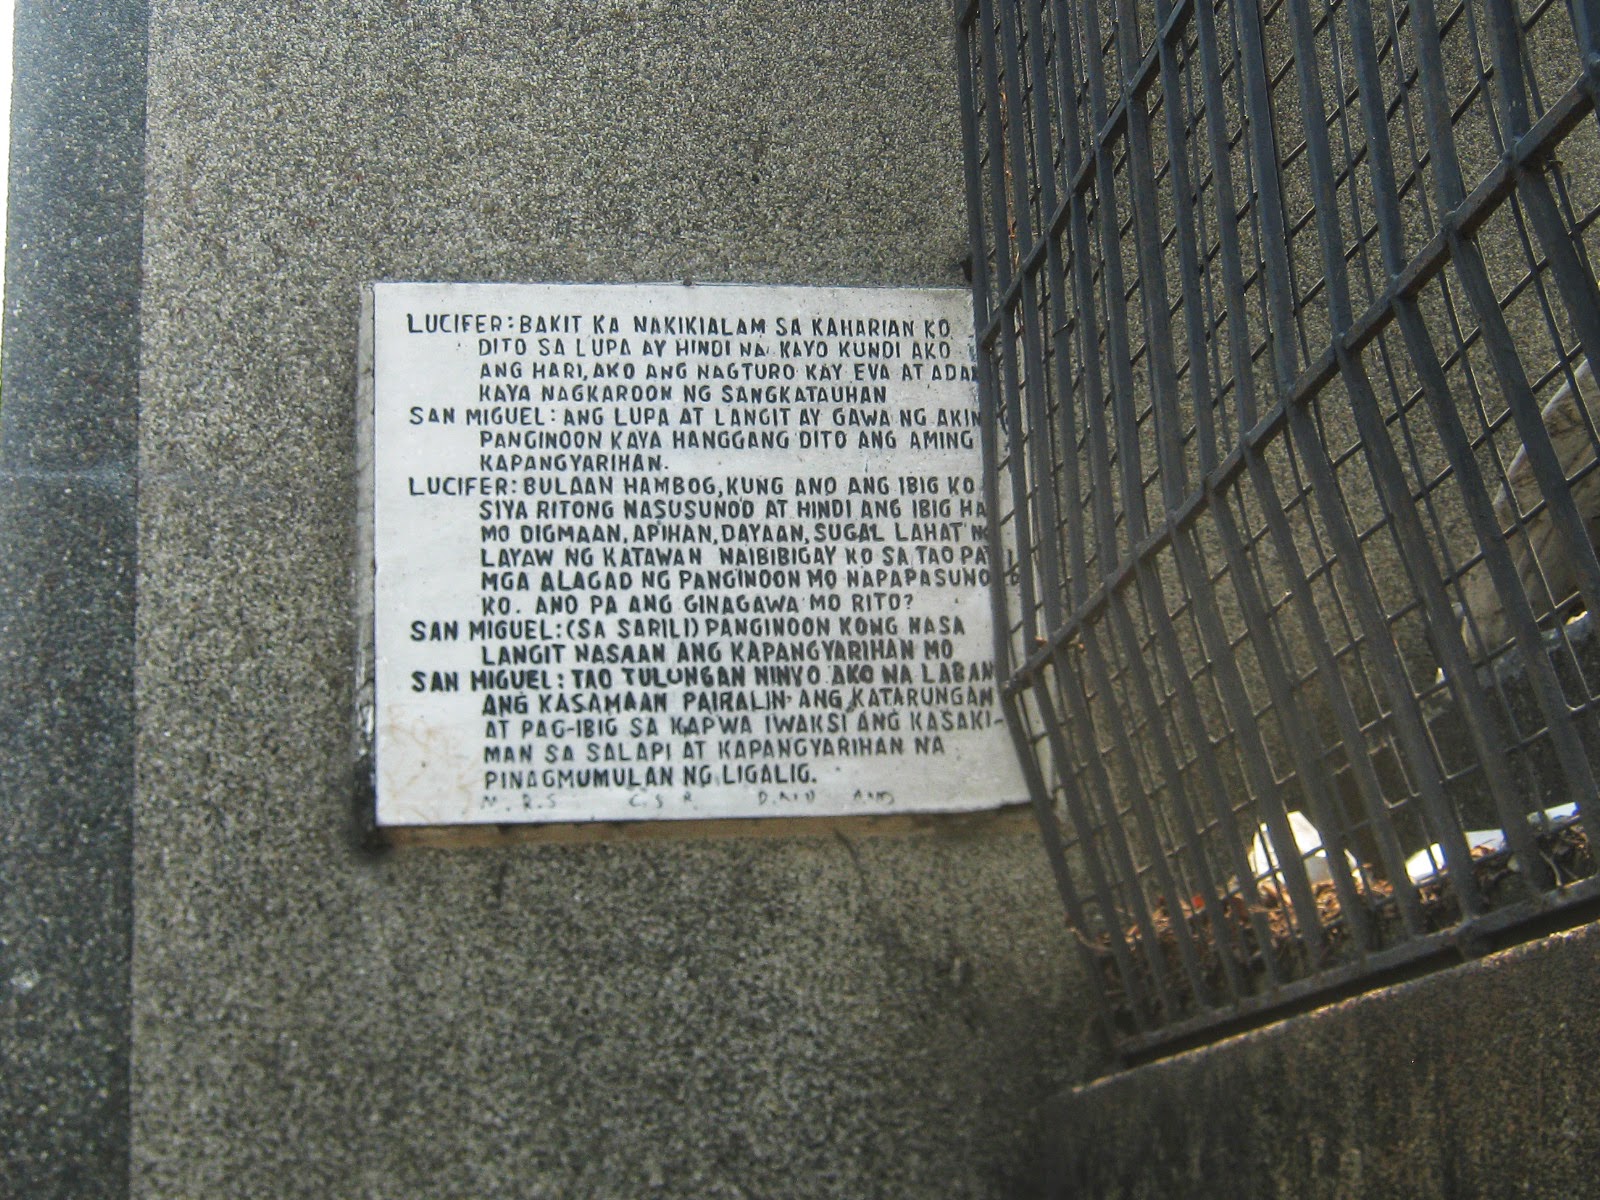 LUCIFER: BAKIT KA NAKIKIALAM SA KAHARIAN KO
DITO SA LUPA AY HINDI NA KAYO KUNDI AKO
ANG HARI, AKO ANG NAGTURO KAY EVA AT ADAN
KAYA NAGKAROON NG SANGKATAUHAN
SAN MIGUEL: ANG LUPA AT LANGIT AY GAWA NG AKIN
PANGINOON KAYA HANGGANG DITO ANG AMING
KAPANGYARIHAN.
LUCIFER: BULAAN HAMBOG, KUNG ANO ANG IBIG KO
SIYA RITONG NASUSUNOD AT HINDI ANG IBIG
MO DIGMAAN, APIHAN, DAYAAN, SUGAL LAHAT NG
LAYAW NG KATAWAN NAIBIBIGAY KO SA TAO
MGA ALAGAD NG PANGINOON MO NAPAPASUNOD
KO. ANO PA ANG GINAGAWA MO RITO?
SAN MIGUEL: (SA SARILI) PANGINOON KONG NASA
LANGIT NASAAN ANG KAPANGYARIHAN MO
SAN MIGUEL: TAO TULUNGAN NINYO AKO NA LABAN
ANG KASAMAAN PAIRALIN ANG KATARUNGAN
AT PAG-IBIG SA KAPWA IWAKSI ANG KASAKI-
MAN SA SALAPI AT KAPANGYARIHAN NA
PINAGMUMULAN NG LIGALIG.